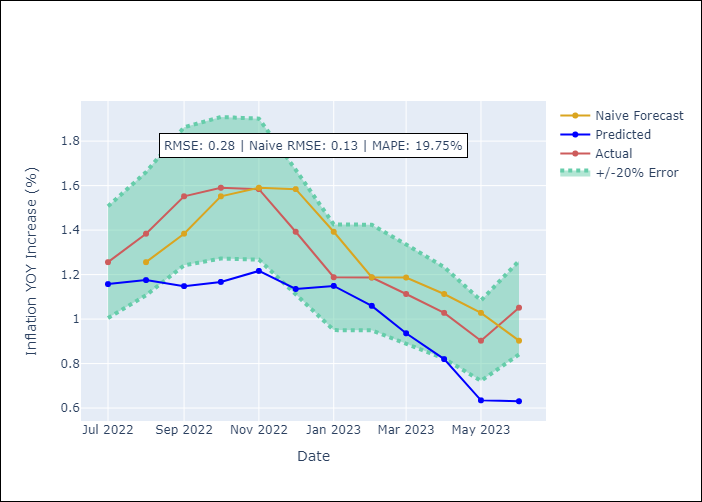 Naive Forecast
Predicted
Actual
+/-20% Error
RMSE: 0.28 | Naive RMSE: 0.13 | MAPE: 19.75%
Inflation YOY Increase (%)
1.8
1.6
1.4
1.2
1
0.8
0.6
Jul 2022 Sep 2022 Nov 2022 Jan 2023 Mar 2023 May 2023
Date